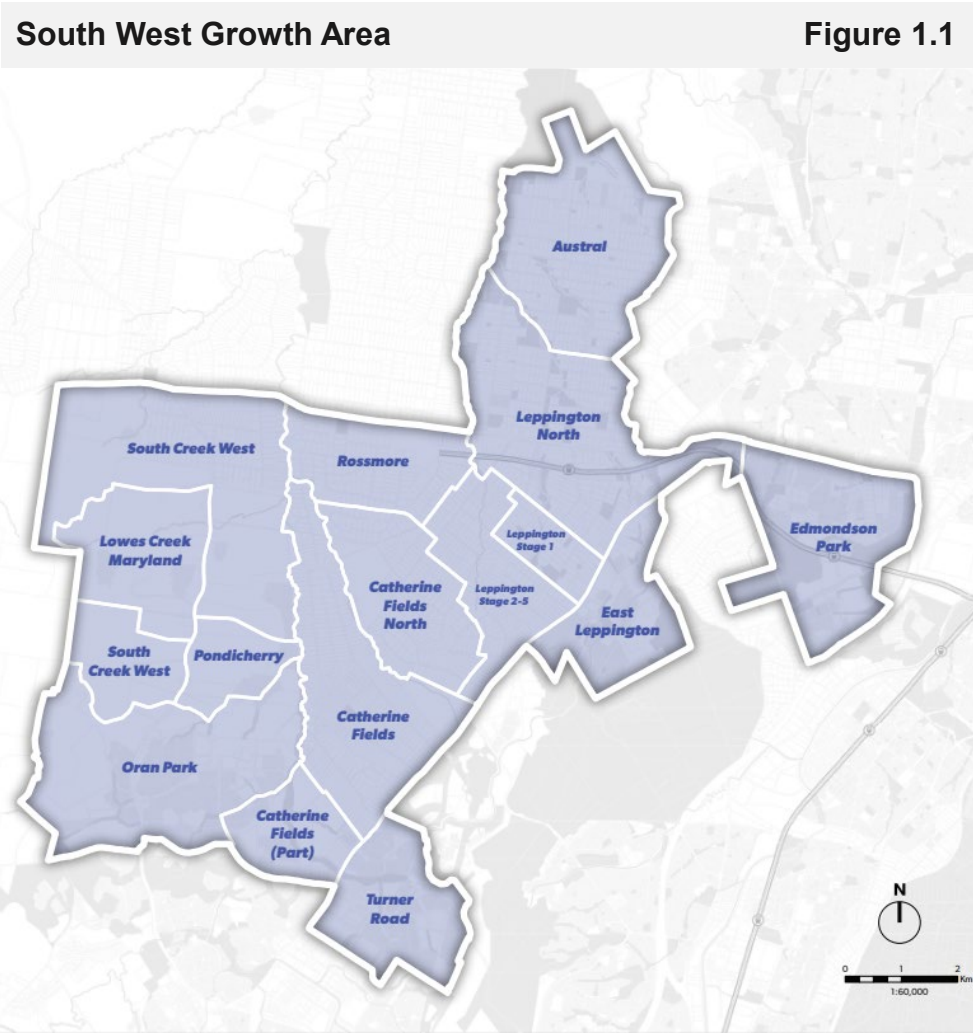 South West Growth Area
Figure 1.1
Austral
Leppington
North
South Creek West
Rossmore
Edmondson
Park
Lowes Creek
Maryland
Leppington
Stage 1
Catherine
Fields
North
Leppington
Stage 2-5
East
Leppington
South
Creek West
Pondicherry
Catherine
Fields
Oran Park
Catherine
Fields
(Part)
Turner
Road
N
0 1 2
Km
1:60,000